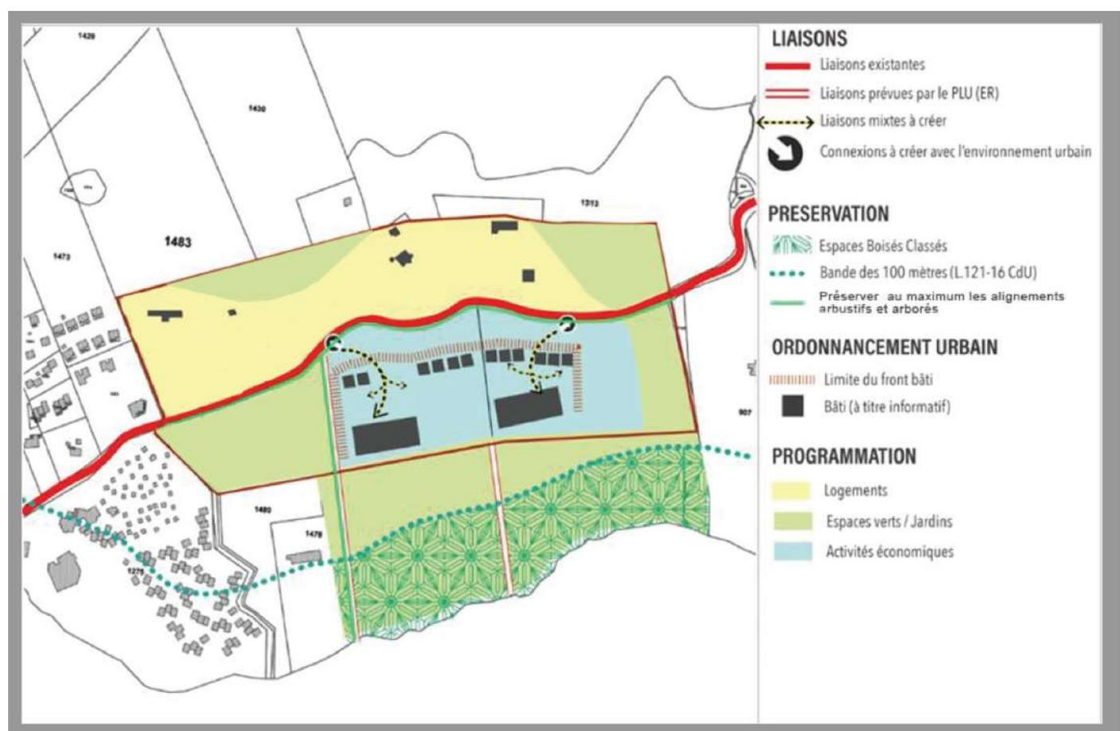 LIAISONS
Liaisons existantes
Liaisons prévues par le PLU (ER)
Liaisons mixtes à créer
Connexions à créer avec l'environnement urbain
PRESERVATION
Espaces Boisés Classés
Bande des 100 mètres (L.121-16 CdU)
Préserver au maximum les alignements
arbustifs et arborés
ORDONNANCEMENT URBAIN
Limite du front bâti
Bâti (à titre informatif)
PROGRAMMATION
Logements
Espaces verts / Jardins
Activités économiques
1429
1430
1313
1483
1473
907
1480
1479
1275